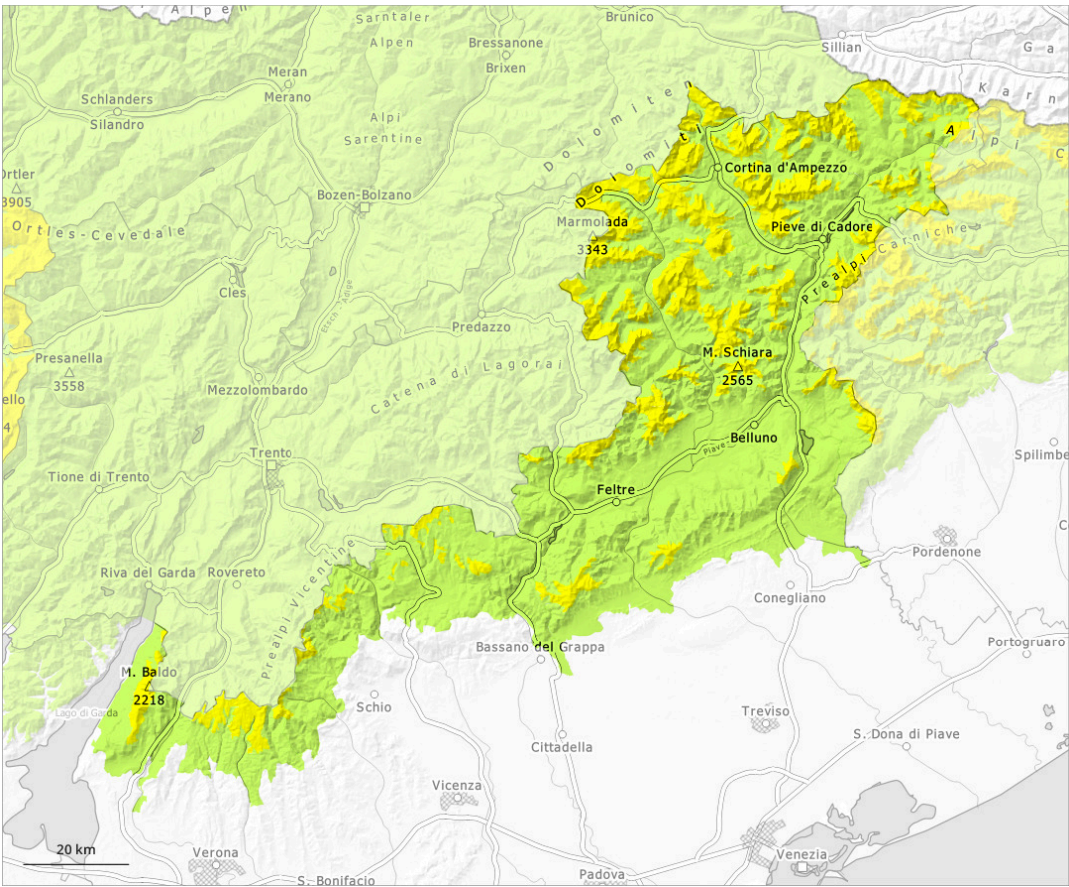 A l p e n
Sarntaler
Alpen
Brunico
Bressanone
Brixen
Sillian
G a
K a r n
Meran
Merano
Schlanders
Silandro
Alpi
Sarentine
Dolomiten
Dolomiti
A l p i C
Cortina d'Ampezzo
Ortler
3905
Bozen-Bolzano
Ortles-Cevedale
Marmolada
3343
Pieve di Cadore
Prealpi Carniche
Cles
Etsch - Adige
Predazzo
Presanella
3558
M. Schiara
2565
Catena di Lagorai
Mezzolombardo
ello
4
Belluno
Piave
Trento
Tione di Trento
Spilimbe
Feltre
C
Pordenone
Prealpi Vicentine
Riva del Garda
Rovereto
Conegliano
Portogruaro
Bassano del Grappa
M. Baldo
2218
Lago di Garda
Schio
Treviso
S. Dona di Piave
Cittadella
Vicenza
20 km
Verona
S. Bonifacio
Padova
Venezia